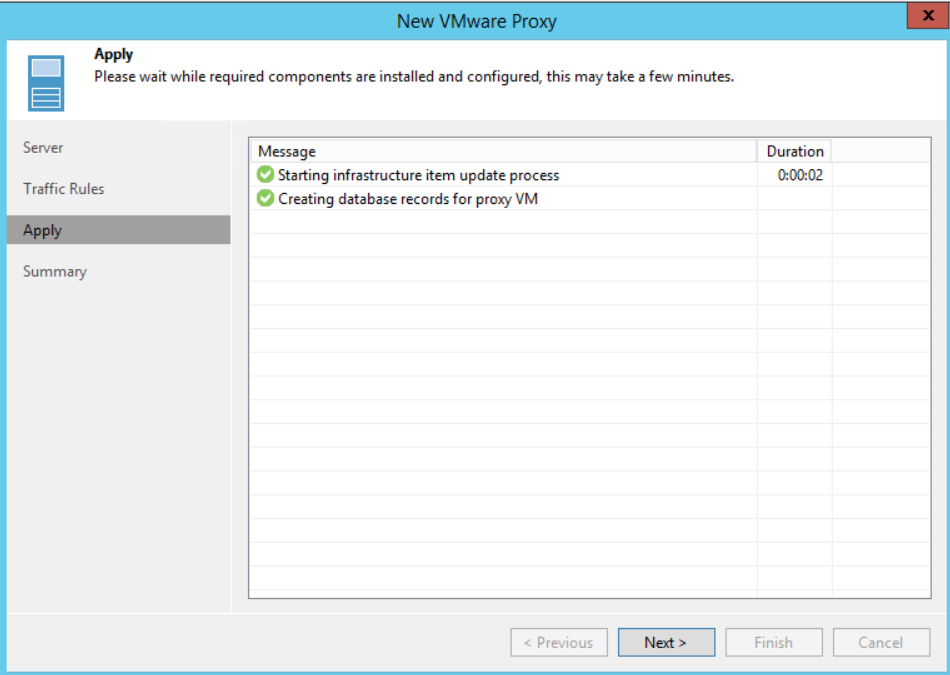 New VMware Proxy
x
Apply
Please wait while required components are installed and configured, this may take a few minutes.
Server
Traffic Rules
Apply
Summary
Message Duration
Starting infrastructure item update process 0:00:02
Creating database records for proxy VM
< Previous Next > Finish Cancel